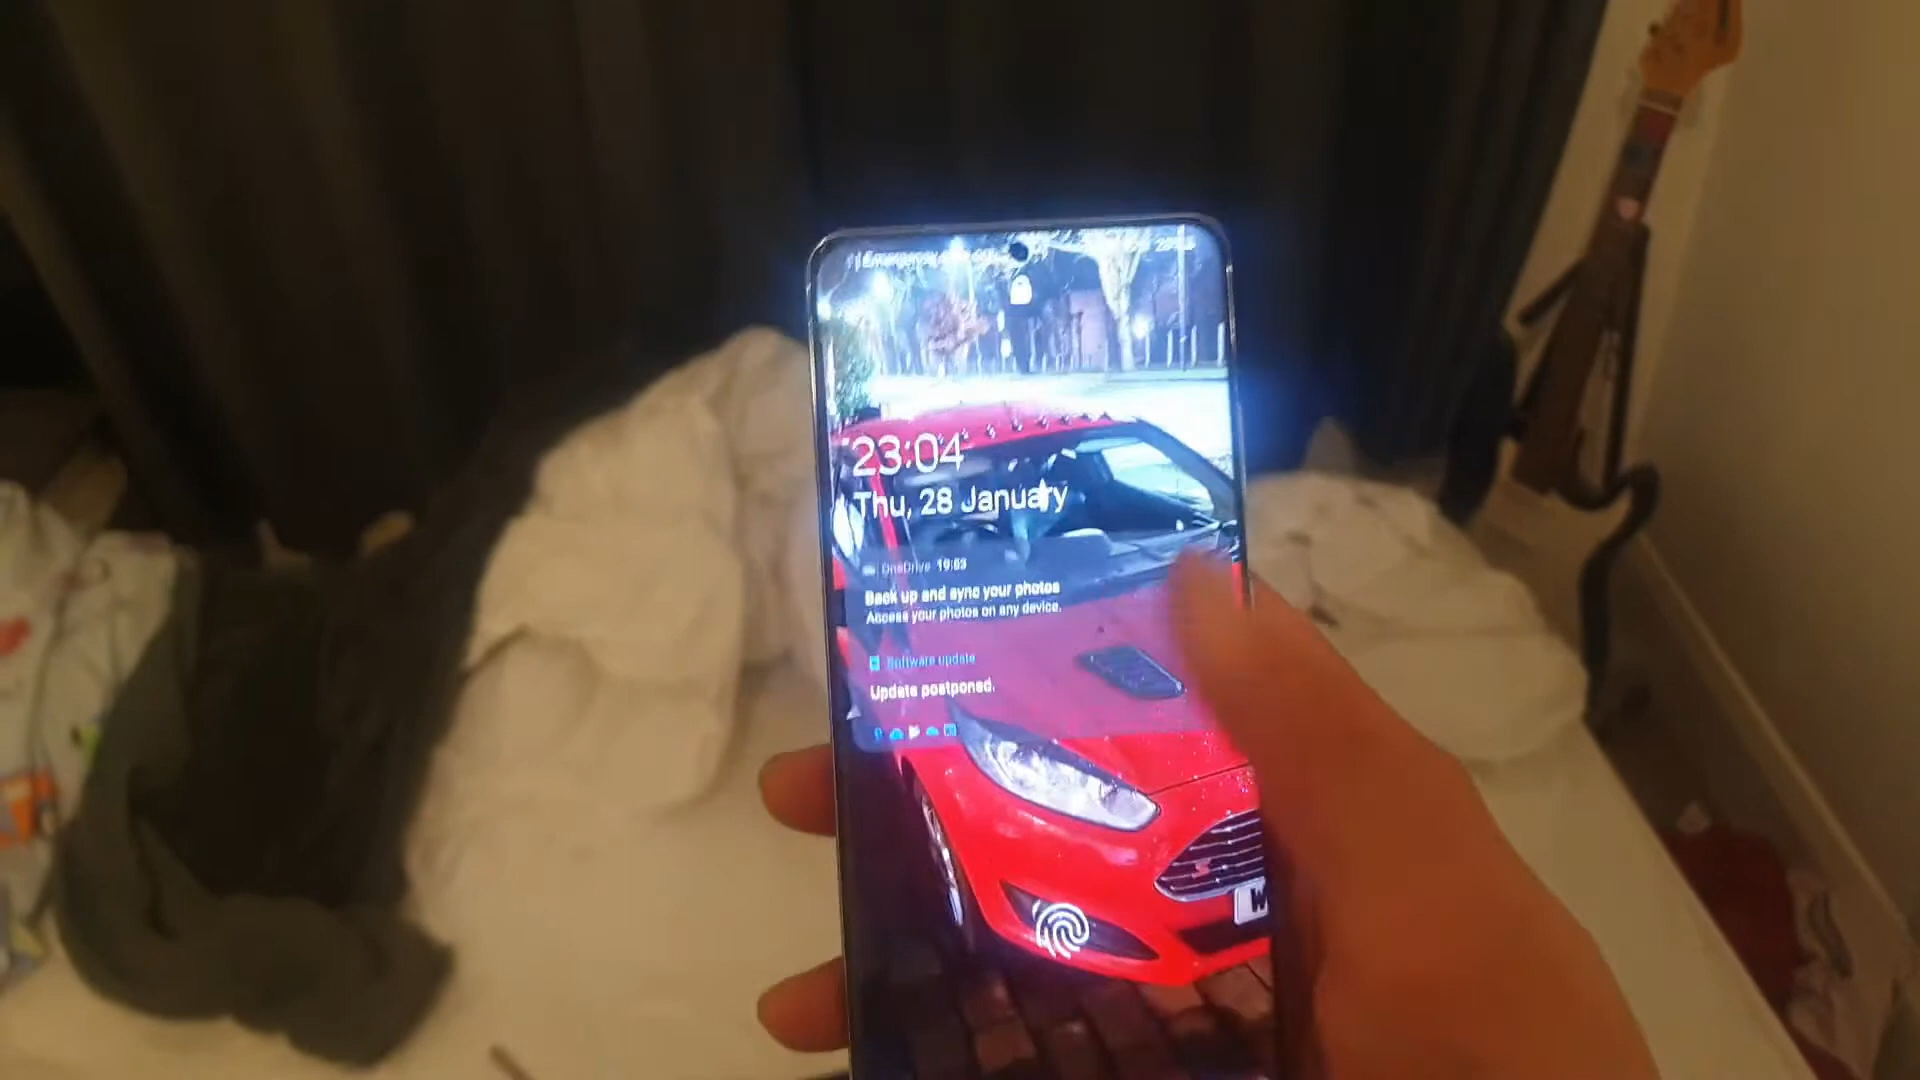 23:04
Thu, 28 January
OneDrive 19:53
Back up and sync your photos
Access your photos on any device.
Software update
Update postponed.
W